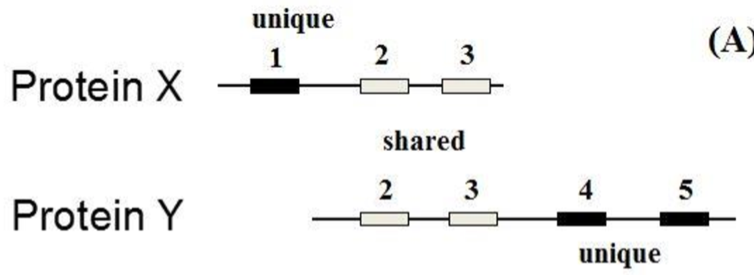 unique
(A)
1 2 3
Protein X
shared
2 3 4 5
Protein Y
unique